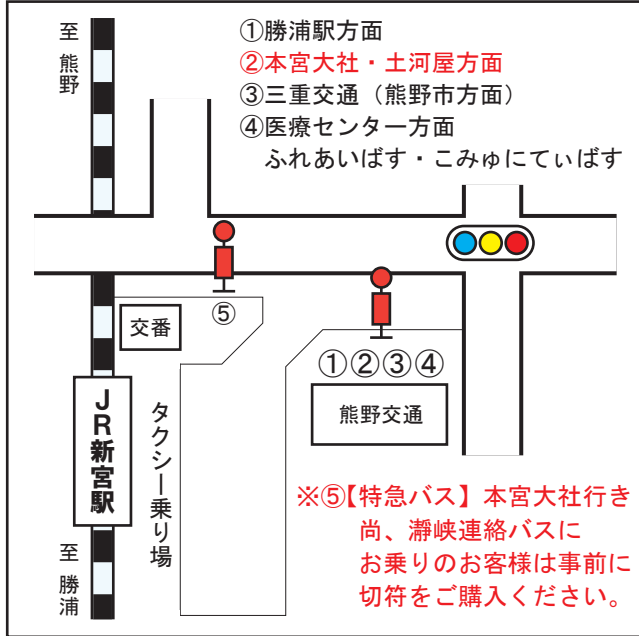 至熊野
①勝浦駅方面
②本宮大社・土河屋方面
③三重交通（熊野市方面）
④医療センター方面
ふれあいばす・こみゅにてぃばす
⑤
交番
①②③④
熊野交通
JR新宮駅
タクシー乗り場
※⑤【特急バス】本宮大社行き
尚、瀞峡連絡バスに
お乗りのお客様は事前に
切符をご購入ください。
至勝浦